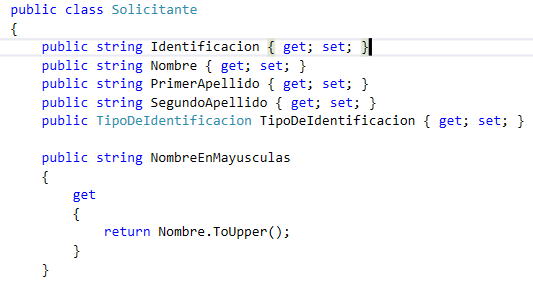 public class Solicitante
{
    public string Identificacion { get; set; }
    public string Nombre { get; set; }
    public string PrimerApellido { get; set; }
    public string SegundoApellido { get; set; }
    public TipoDeIdentificacion TipoDeIdentificacion { get; set; }

    public string NombreEnMayusculas
    {
        get
        {
            return Nombre.ToUpper();
        }
    }